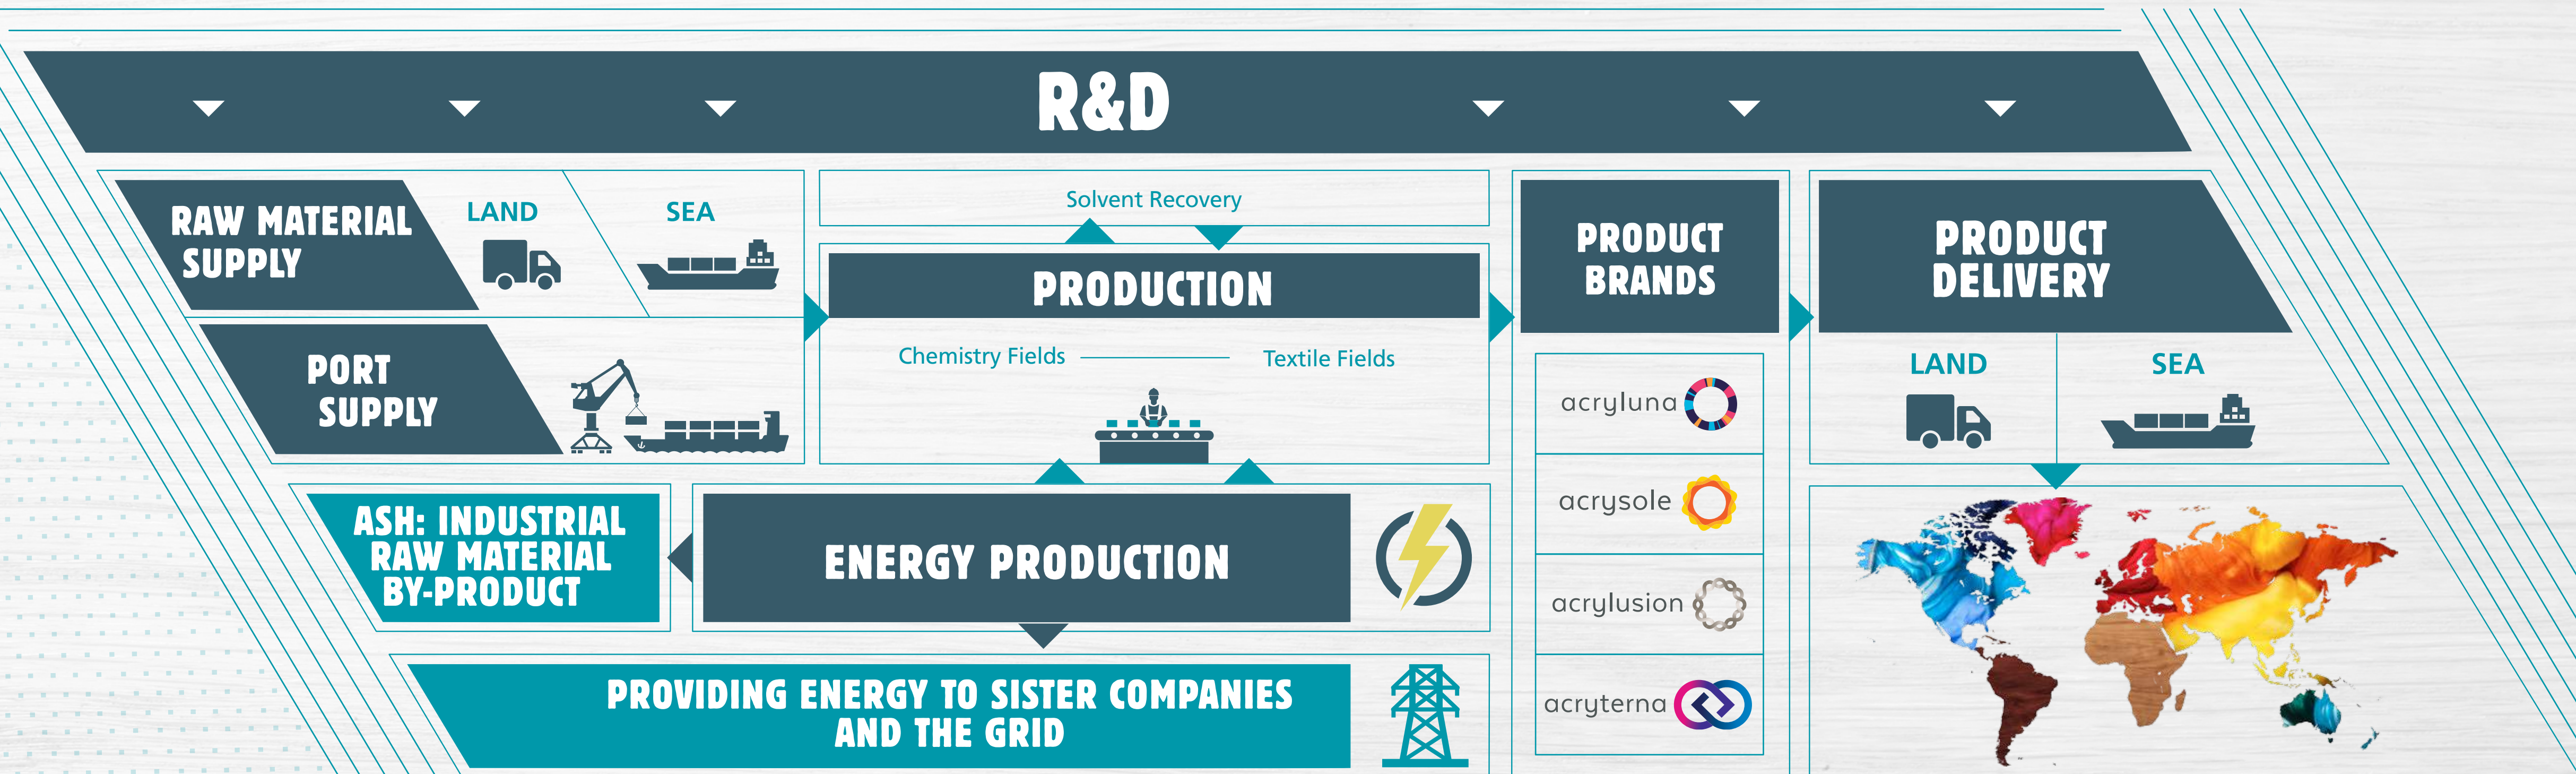 R&D
RAW MATERIAL
SUPPLY
LAND
SEA
PORT
SUPPLY
Solvent Recovery
PRODUCTION
Chemistry Fields
Textile Fields
ASH: INDUSTRIAL
RAW MATERIAL
BY-PRODUCT
ENERGY PRODUCTION
PROVIDING ENERGY TO SISTER COMPANIES
AND THE GRID
PRODUCT
BRANDS
acryluna
acrysole
acrylusion
acryterna
PRODUCT
DELIVERY
LAND
SEA